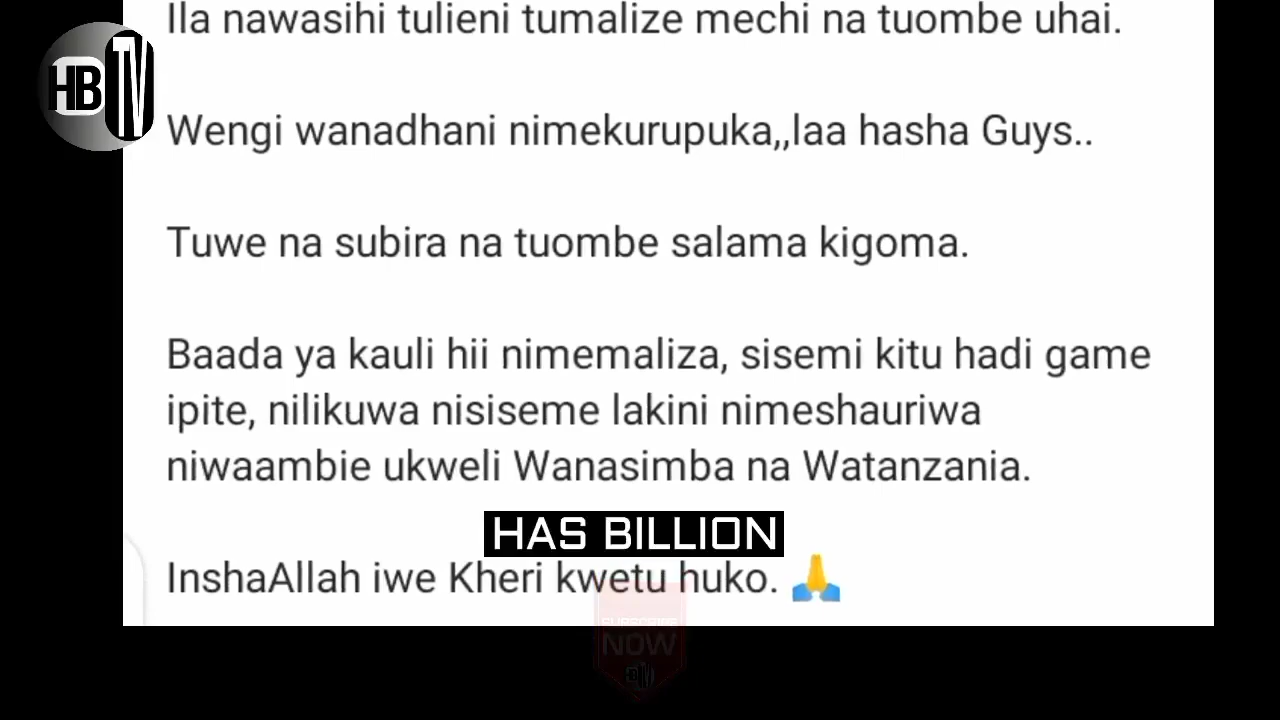 Ila nawasihi tulieni tumalize mechi na tuombe uhai.
HB TV
Wengi wanadhani nimekurupuka,,laa hasha Guys..
Tuwe na subira na tuombe salama kigoma.
Baada ya kauli hii nimemaliza, sisemi kitu hadi game
ipite, nilikuwa nisiseme lakini nimeshauriwa
niwaambie ukweli Wanasimba na Watanzania.
HAS BILLION
InshaAllah iwe Kheri kwetu huko. 🙏
SUBSCRIBE
NOW